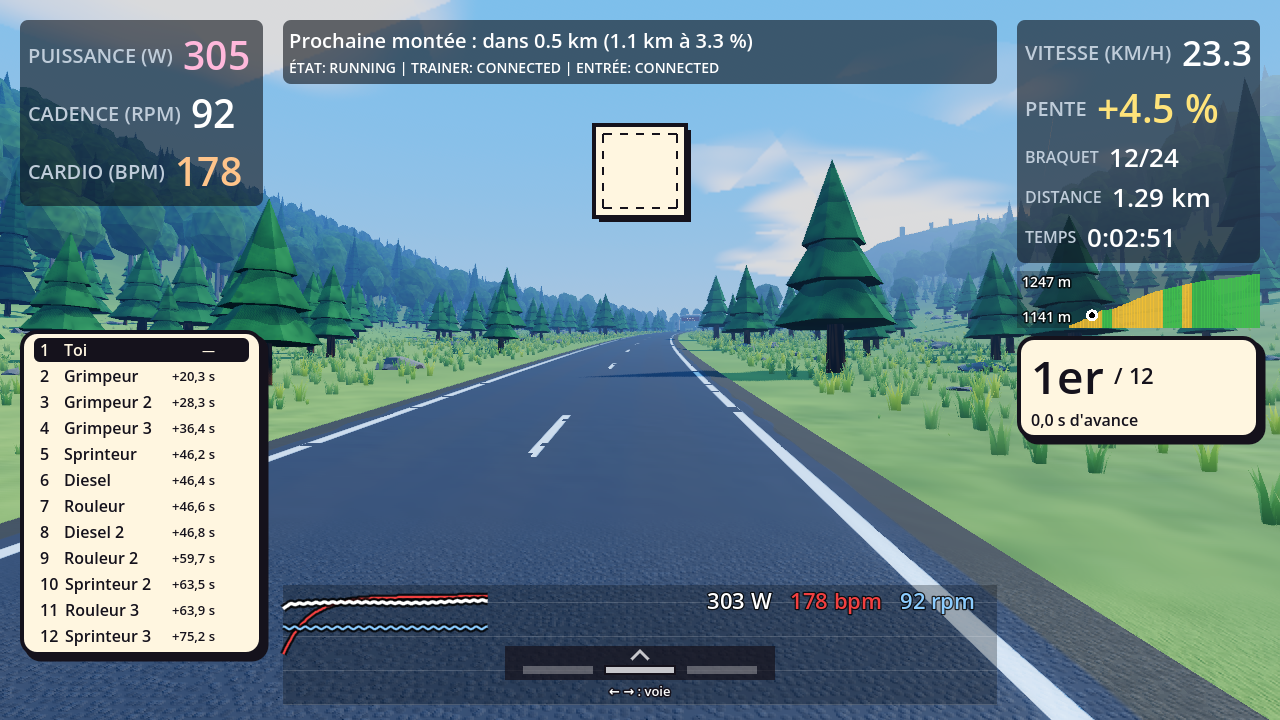 PUISSANCE (W) 305
CADENCE (RPM) 92
CARDIO (BPM) 178
Prochaine montée : dans 0.5 km (1.1 km à 3.3 %)
ÉTAT: RUNNING | TRAINER: CONNECTED | ENTRÉE: CONNECTED
VITESSE (KM/H) 23.3
PENTE +4.5 %
BRAQUET 12/24
DISTANCE 1.29 km
TEMPS 0:02:51
1247 m
1141 m
1er / 12
0,0 s d'avance
1 Toi —
2 Grimpeur +20,3 s
3 Grimpeur 2 +28,3 s
4 Grimpeur 3 +36,4 s
5 Sprinteur +46,2 s
6 Diesel +46,4 s
7 Rouleur +46,6 s
8 Diesel 2 +46,8 s
9 Rouleur 2 +59,7 s
10 Sprinteur 2 +63,5 s
11 Rouleur 3 +63,9 s
12 Sprinteur 3 +75,2 s
303 W 178 bpm 92 rpm
← → : voie